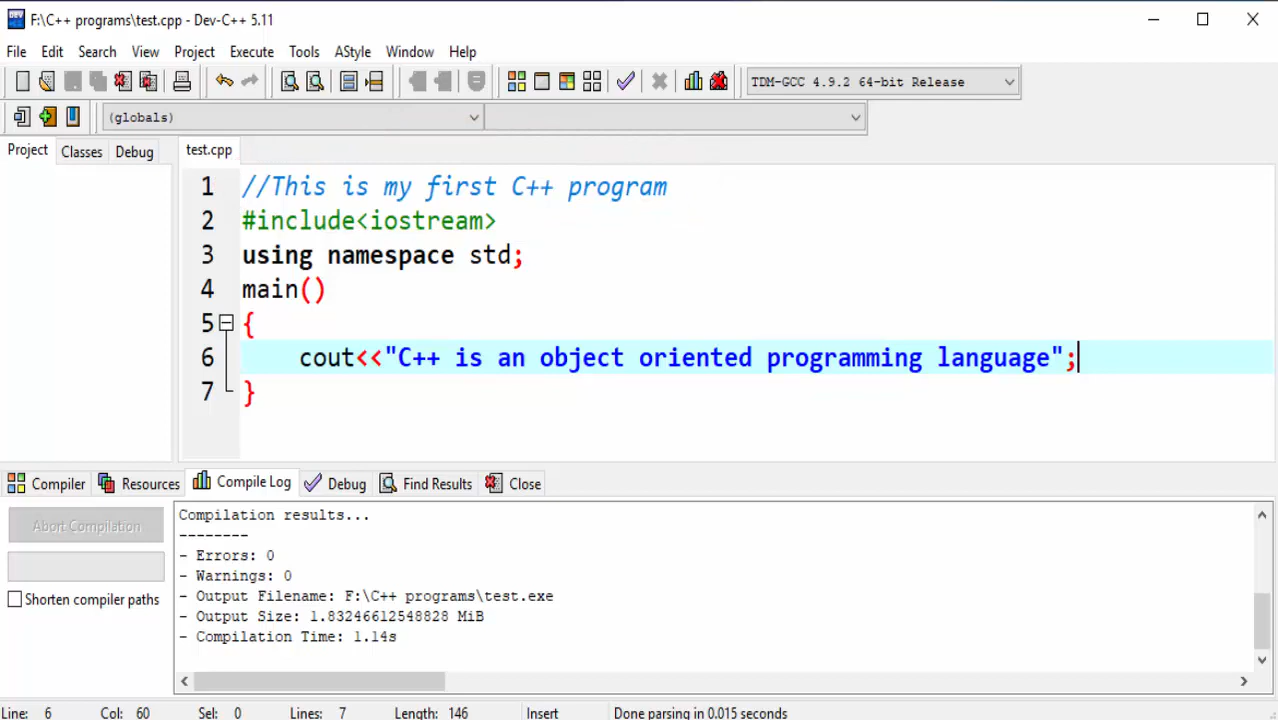 F:\C++ programs\test.cpp - Dev-C++ 5.11
File Edit Search View Project Execute Tools AStyle Window Help
TDM-GCC 4.9.2 64-bit Release
(globals)
Project Classes Debug test.cpp
1 //This is my first C++ program
2 #include<iostream>
3 using namespace std;
4 main()
5 {
6 cout<<"C++ is an object oriented programming language";
7 }
Compiler Resources Compile Log Debug Find Results Close
Abort Compilation
Shorten compiler paths
Compilation results...
--------
- Errors: 0
- Warnings: 0
- Output Filename: F:\C++ programs\test.exe
- Output Size: 1.83246612548828 MiB
- Compilation Time: 1.14s
Line: 6 Col: 60 Sel: 0 Lines: 7 Length: 146 Insert Done parsing in 0.015 seconds